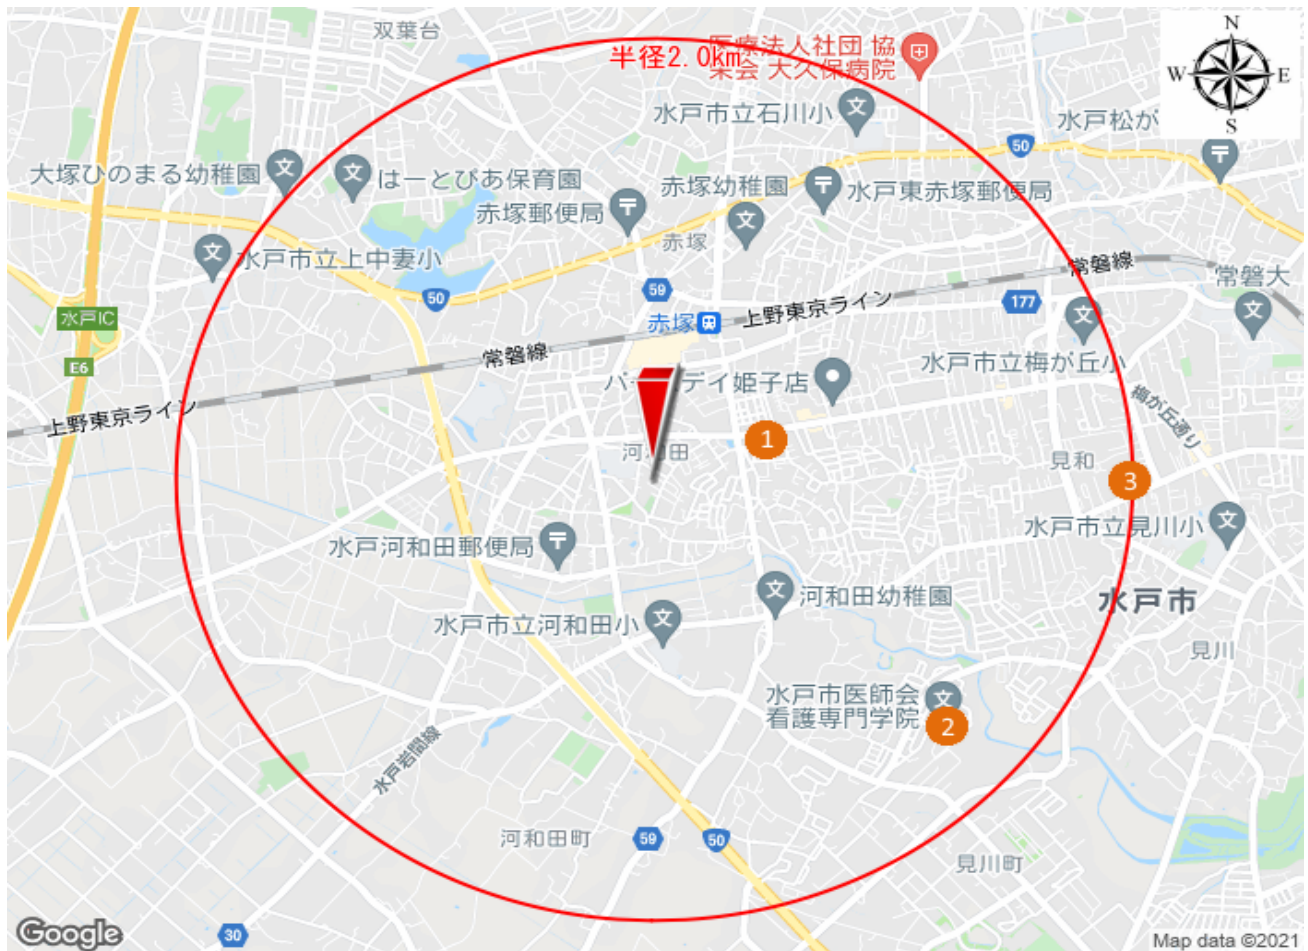 双葉台
半径2.0km
医療法人社団 協
栄会 大久保病院
N
W
E
S
水戸市立石川小
50
水戸松が
大塚ひのまる幼稚園
はーとぴあ保育園
赤塚幼稚園
水戸東赤塚郵便局
赤塚郵便局
赤塚
水戸市立上中妻小
常磐線
常磐大
50
59
177
水戸IC
赤塚
上野東京ライン
E6
常磐線
水戸市立梅が丘小
デイ姫子店
上野東京ライン
梅が丘通り
1
河和田
見和
3
水戸市立見川小
水戸河和田郵便局
河和田幼稚園
水戸市
水戸市立河和田小
見川
水戸市医師会
看護専門学院
2
水戸岩間線
河和田町
59
50
見川町
30
Google
Map data ©2021